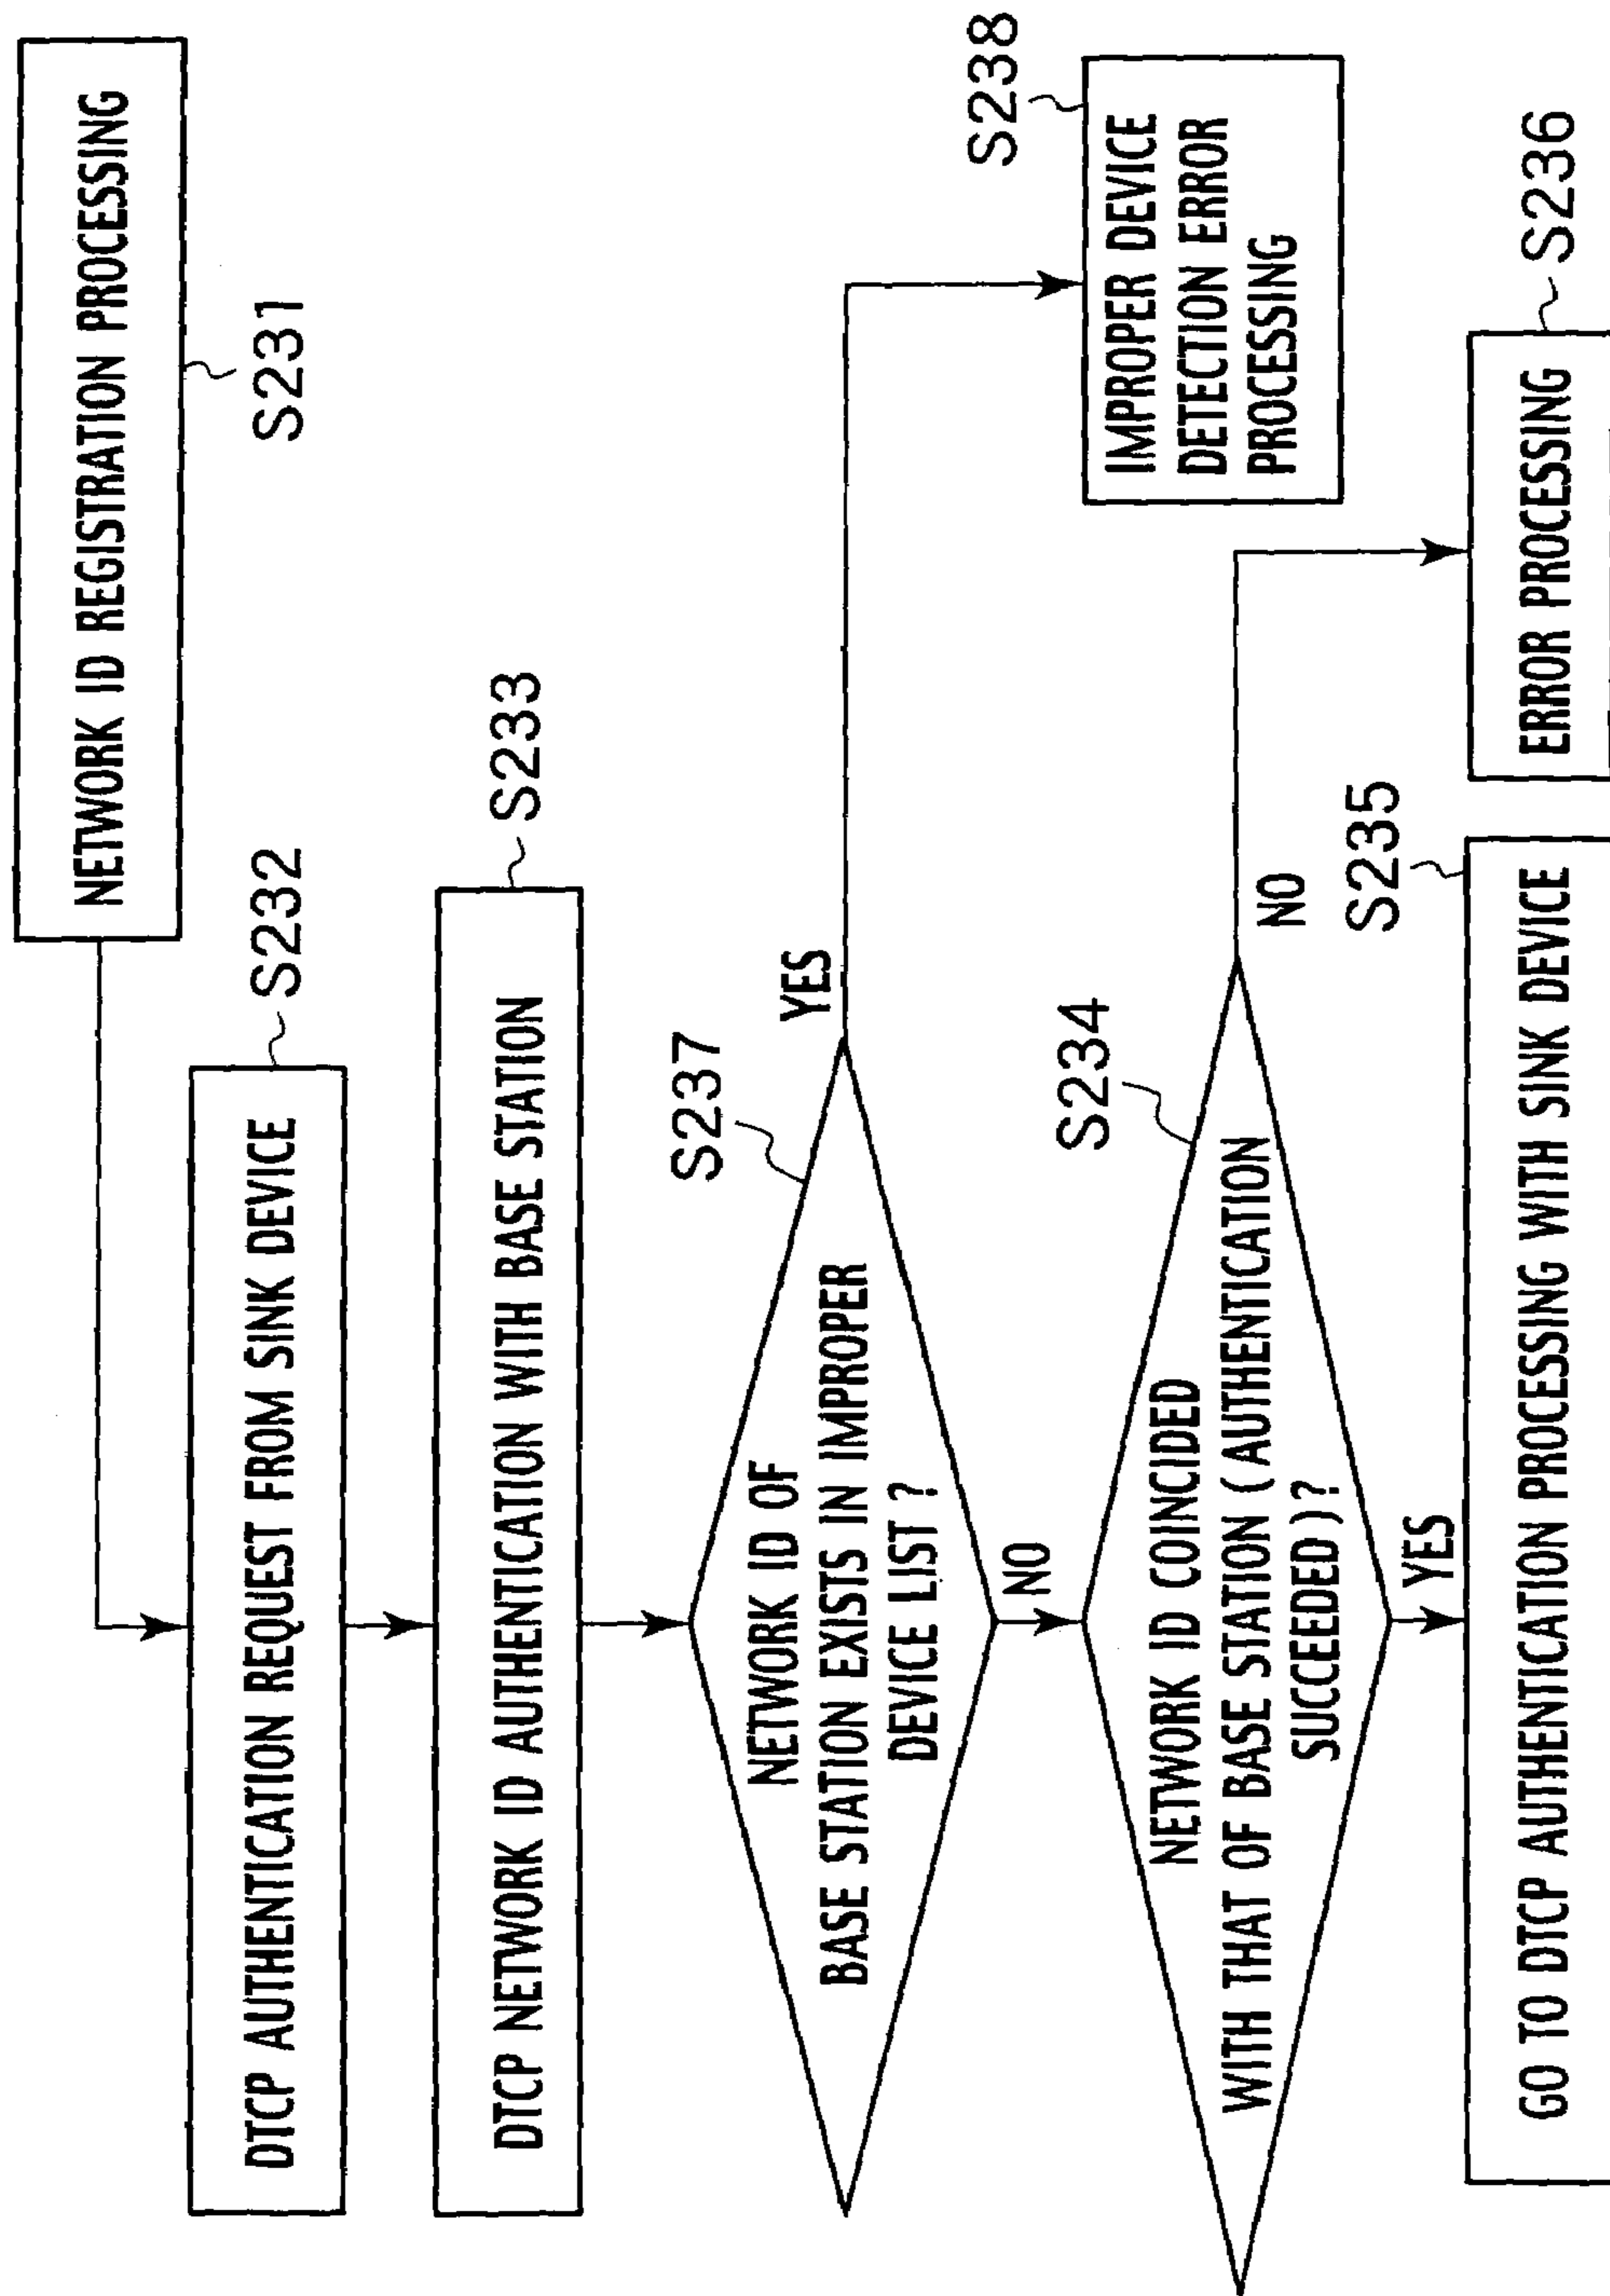 NETWORK ID REGISTRATION PROCESSING
S231
DTCP AUTHENTICATION REQUEST FROM SINK DEVICE
S232
DTCP NETWORK ID AUTHENTICATION WITH BASE STATION
S233
S237
NETWORK ID OF
BASE STATION EXISTS IN IMPROPER
DEVICE LIST ?
YES
NO
S238
IMPROPER DEVICE
DETECTION ERROR
PROCESSING
S234
NETWORK ID COINCIDED
WITH THAT OF BASE STATION (AUTHENTICATION
SUCCEEDED)?
NO
YES
S235
GO TO DTCP AUTHENTICATION PROCESSING WITH SINK DEVICE
S236
ERROR PROCESSING